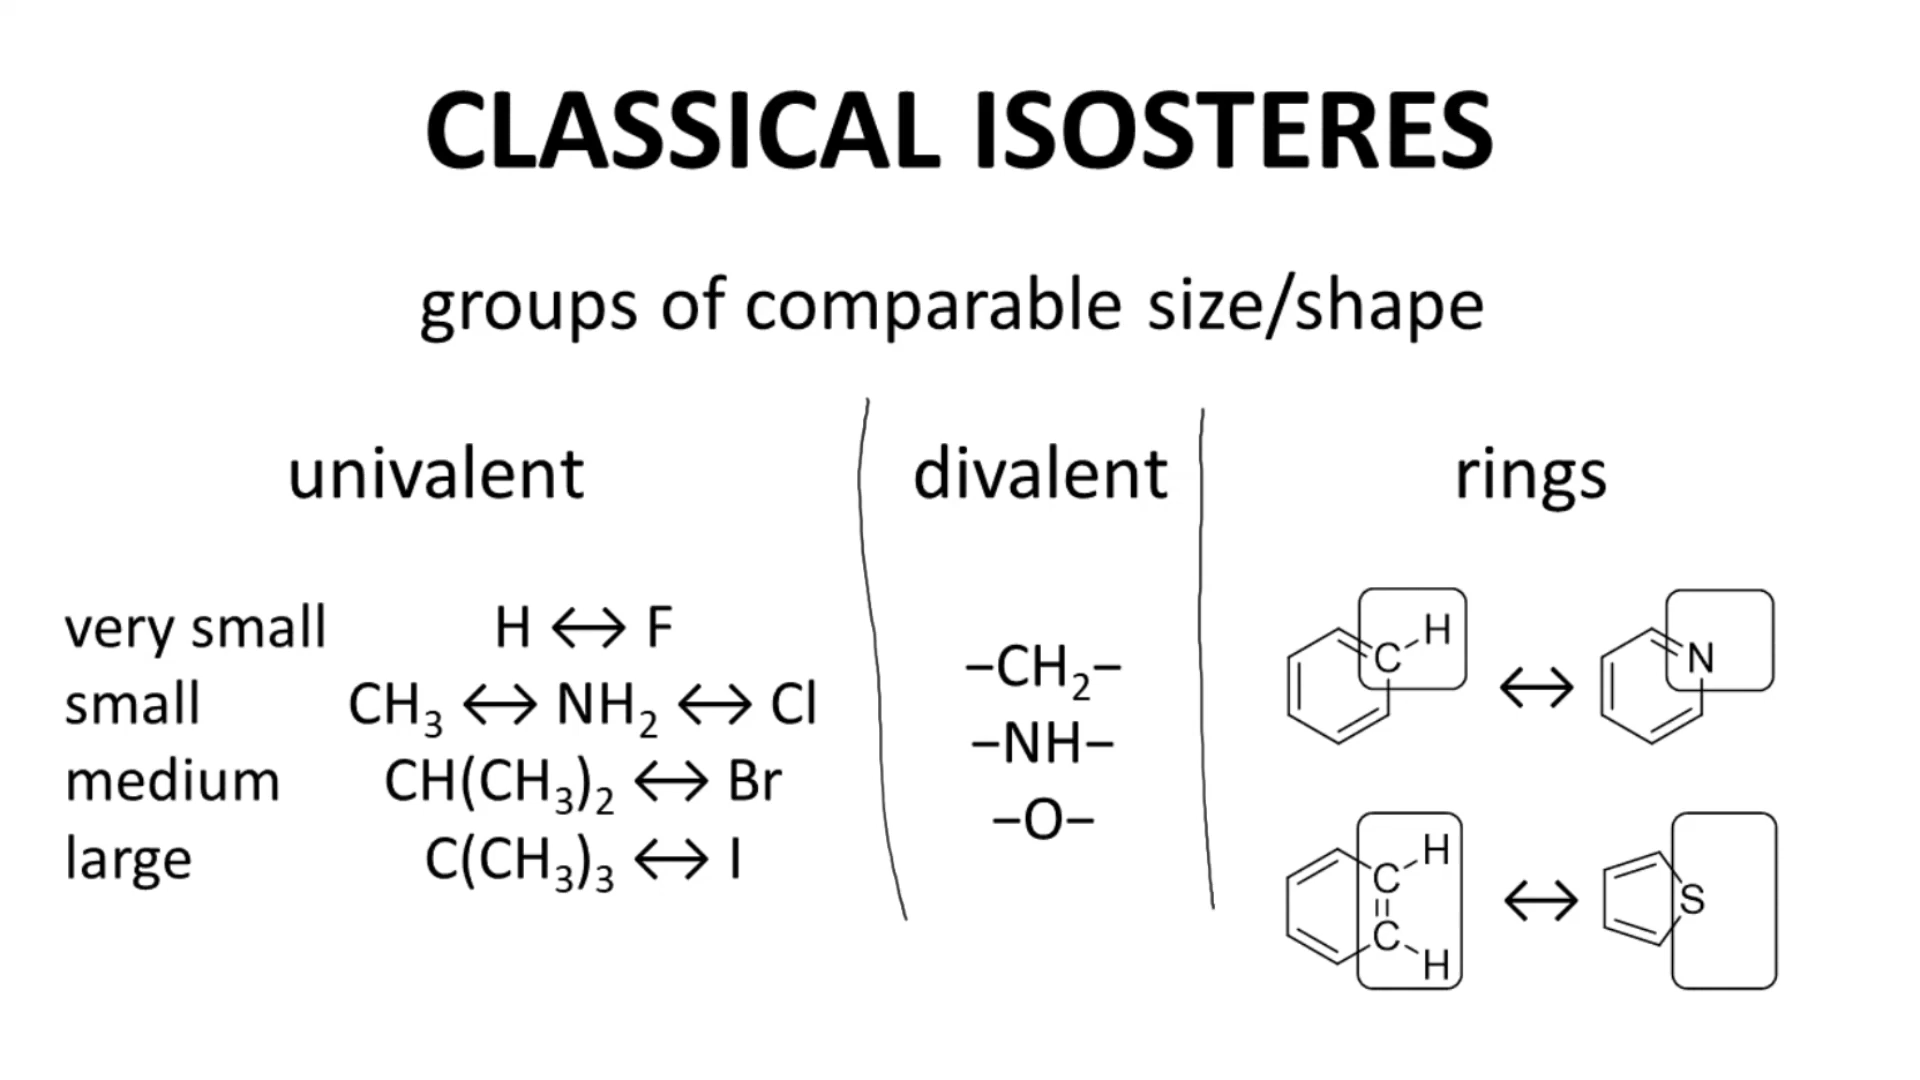 CLASSICAL ISOSTERES
groups of comparable size/shape
univalent
very small H ↔ F
small CH₃ ↔ NH₂ ↔ Cl
medium CH(CH₃)₂ ↔ Br
large C(CH₃)₃ ↔ I
divalent
–CH₂–
–NH–
–O–
rings
C H ↔ N
C H C H ↔ S